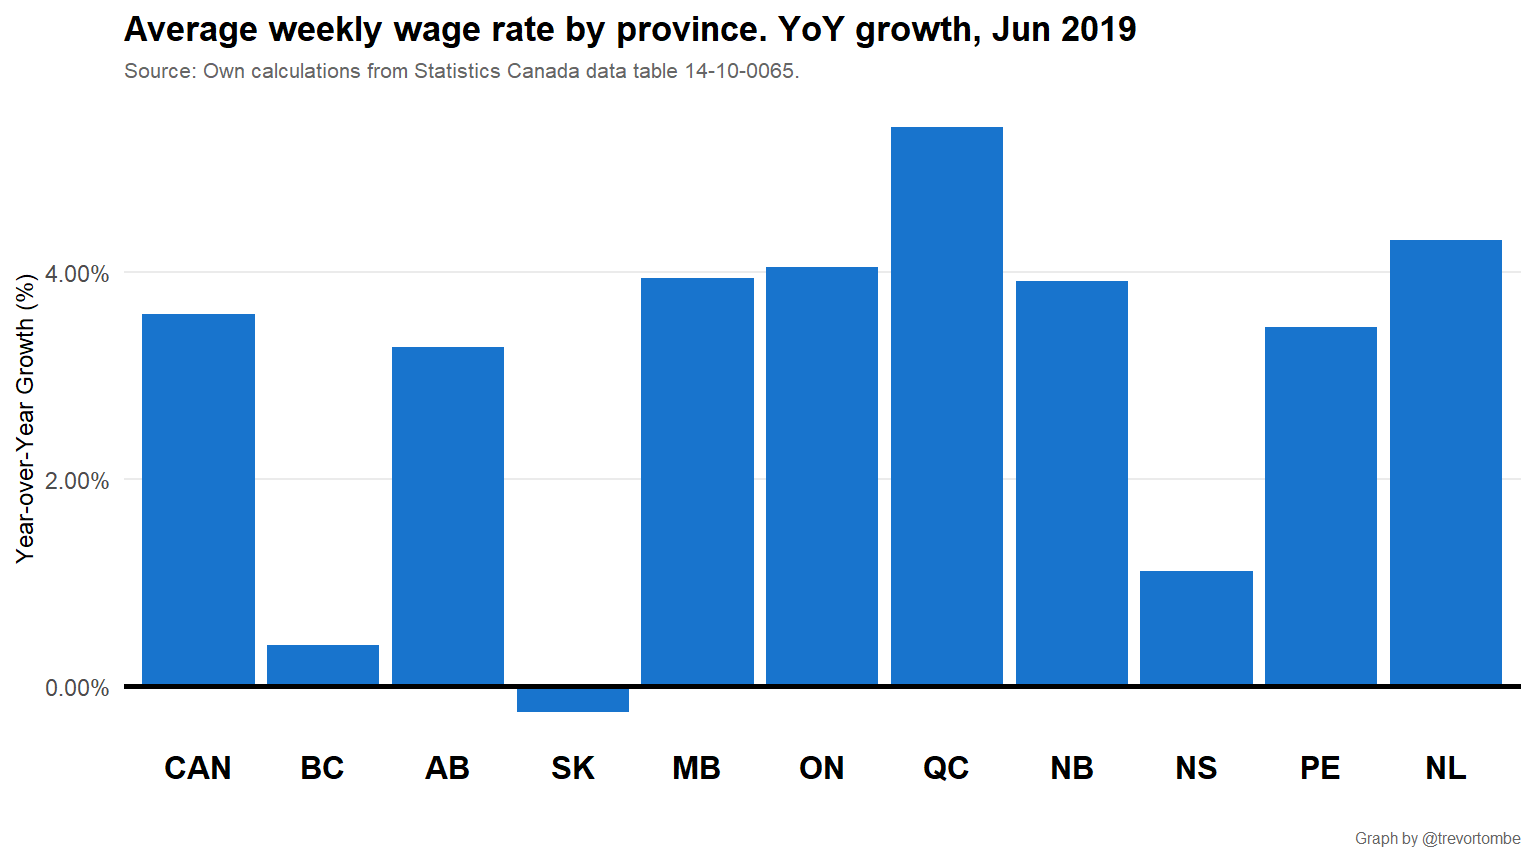 Average weekly wage rate by province. YoY growth, Jun 2019
Source: Own calculations from Statistics Canada data table 14-10-0065.
Year-over-Year Growth (%)
4.00%
2.00%
0.00%
CAN BC AB SK MB ON QC NB NS PE NL
Graph by @trevortombe